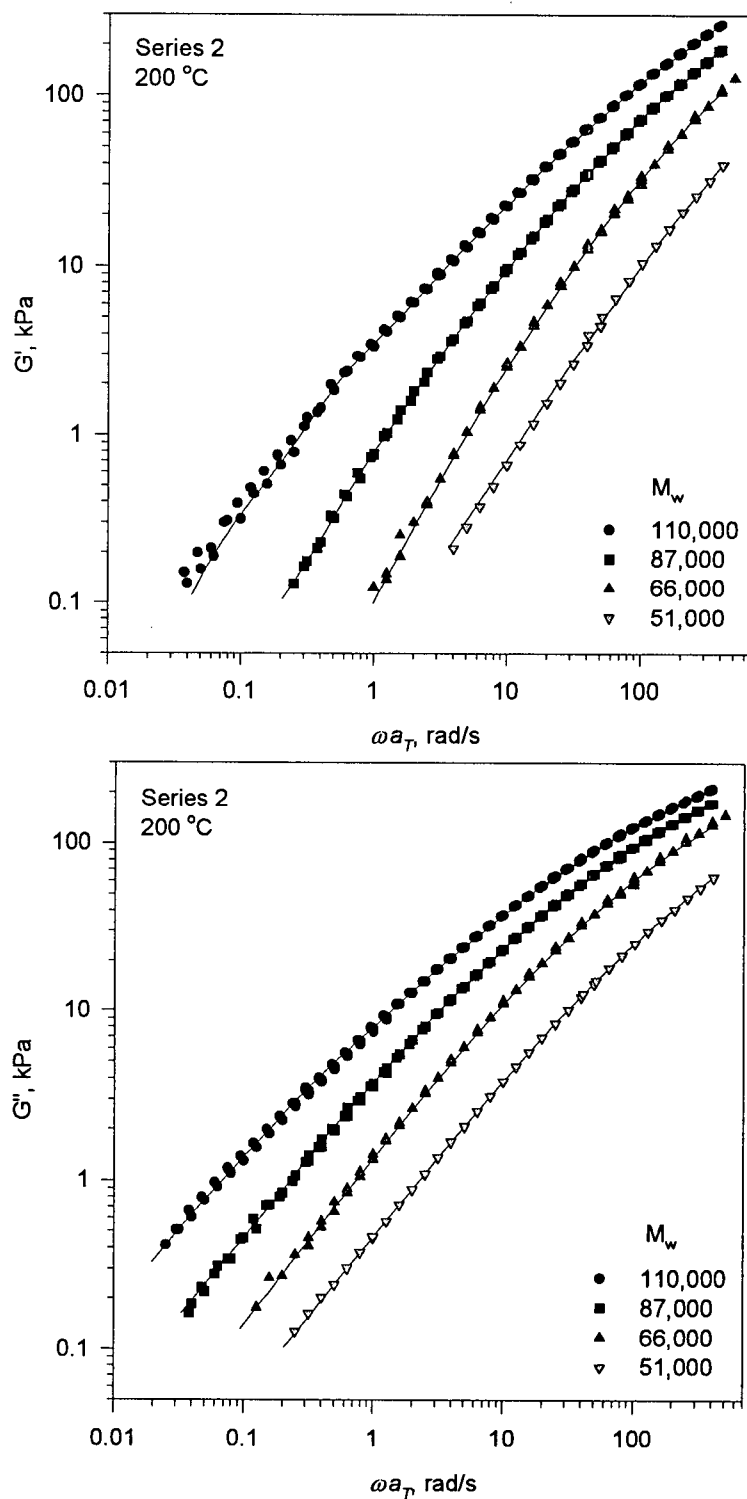 Series 2
200 °C
100
10
1
0.1
G', kPa
M_w
110,000
87,000
66,000
51,000
0.01 0.1 1 10 100
ωa_T, rad/s
Series 2
200 °C
100
10
1
0.1
G", kPa
M_w
110,000
87,000
66,000
51,000
0.01 0.1 1 10 100
ωa_T, rad/s